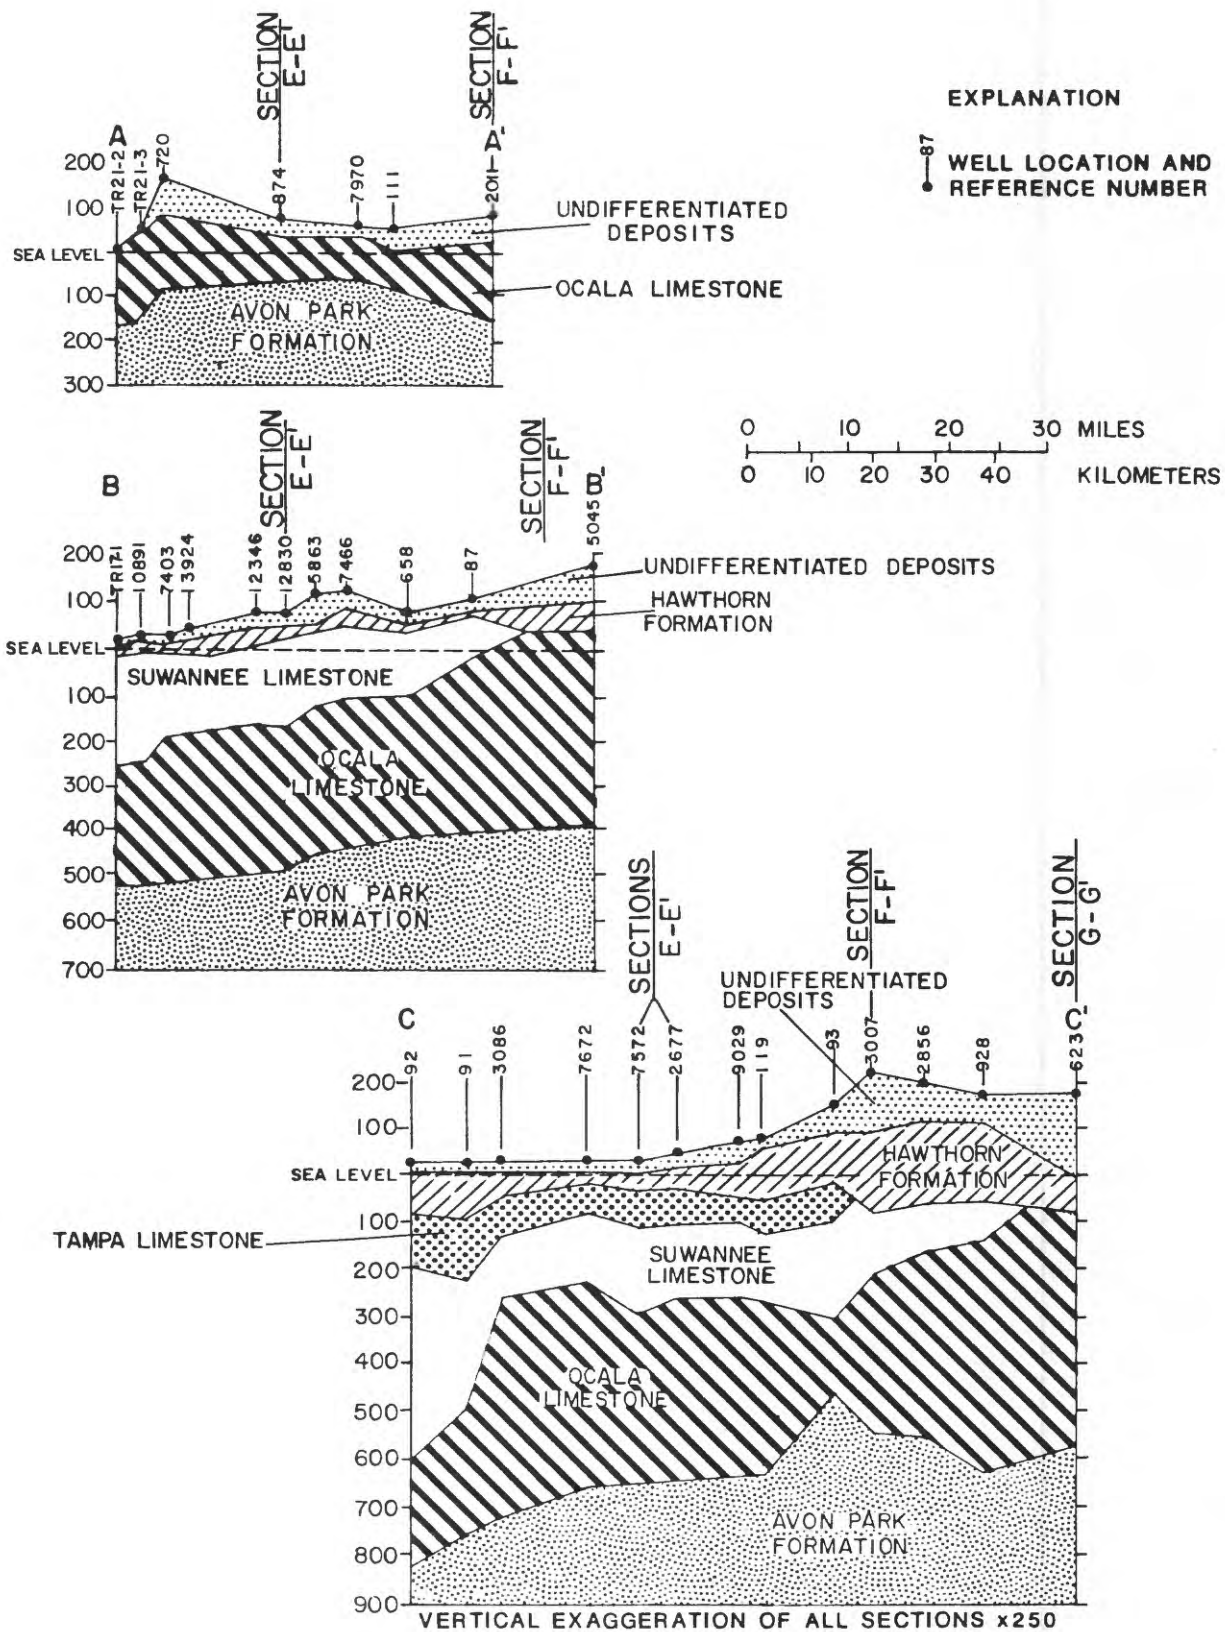 SECTION
E-E'
SECTION
F-F'
EXPLANATION
87
WELL LOCATION AND
REFERENCE NUMBER
A
A'
TR21-2
TR21-3
720
874
7970
111
2011
200
100
SEA LEVEL
100
200
300
UNDIFFERENTIATED
DEPOSITS
OCALA LIMESTONE
AVON PARK
FORMATION
0 10 20 30 MILES
0 10 20 30 40 KILOMETERS
SECTION
E-E'
SECTION
F-F'
B
TR17-1
10891
7403
13924
12346
12830
5863
7466
658
87
5045
200
100
SEA LEVEL
100
200
300
400
500
600
700
UNDIFFERENTIATED DEPOSITS
HAWTHORN
FORMATION
SUWANNEE LIMESTONE
OCALA
LIMESTONE
AVON PARK
FORMATION
SECTIONS
E-E'
SECTION
F-F'
SECTION
G-G'
UNDIFFERENTIATED
DEPOSITS
C
92
91
3086
7672
7572
2677
9029
119
93
3007
2856
928
623
200
100
SEA LEVEL
100
200
300
400
500
600
700
800
900
HAWTHORN
FORMATION
TAMPA LIMESTONE
SUWANNEE
LIMESTONE
OCALA
LIMESTONE
AVON PARK
FORMATION
VERTICAL EXAGGERATION OF ALL SECTIONS x250